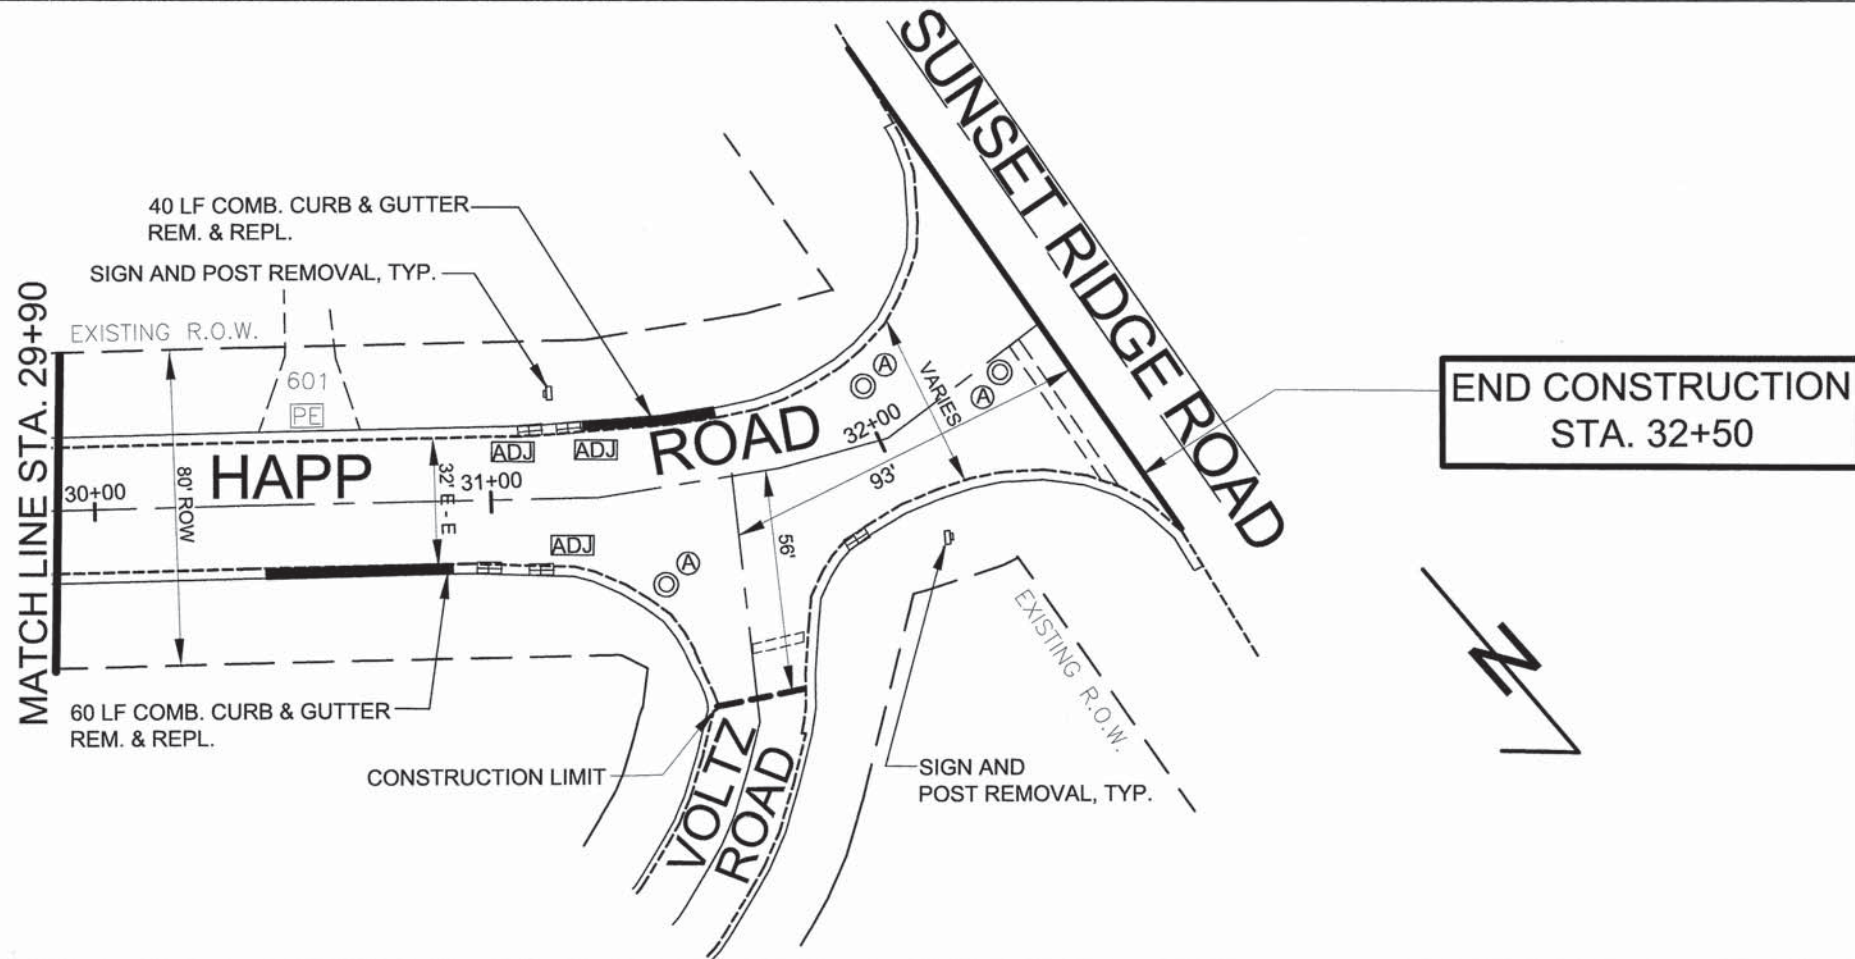 SUNSET RIDGE ROAD
40 LF COMB. CURB & GUTTER
REM. & REPL.
SIGN AND POST REMOVAL, TYP.
MATCH LINE STA. 29+90
EXISTING R.O.W.
601
PE
VARIES
A
A
END CONSTRUCTION
STA. 32+50
HAPP ROAD
32+00
ADJ
ADJ
30+00
80' ROW
32' E - E
31+00
93'
56'
ADJ
A
EXISTING R.O.W.
N
60 LF COMB. CURB & GUTTER
REM. & REPL.
CONSTRUCTION LIMIT
VOLTZ
ROAD
SIGN AND
POST REMOVAL, TYP.